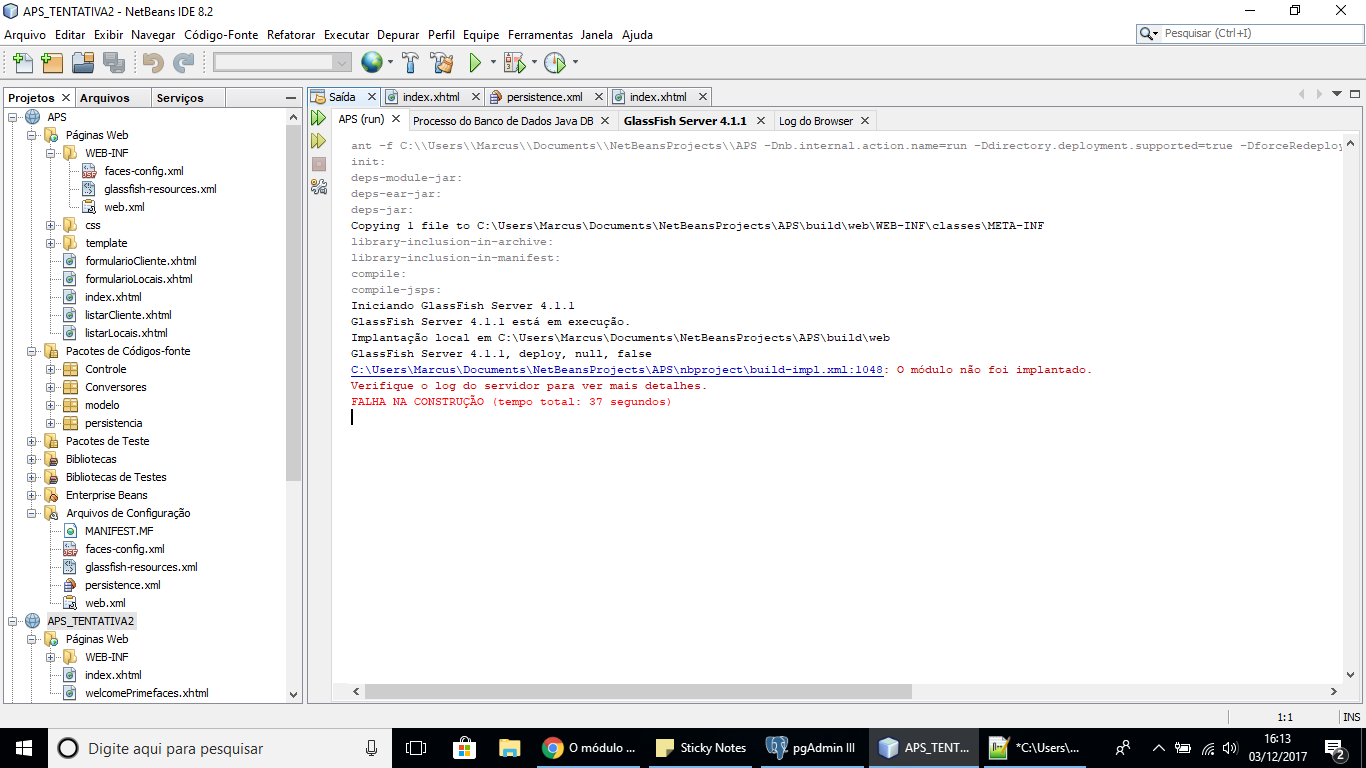 APS_TENTATIVA2 - NetBeans IDE 8.2
Arquivo Editar Exibir Navegar Código-Fonte Refatorar Executar Depurar Perfil Equipe Ferramentas Janela Ajuda
Pesquisar (Ctrl+I)
Projetos Arquivos Serviços
Saída index.xhtml persistence.xml index.xhtml
APS (run) Processo do Banco de Dados Java DB GlassFish Server 4.1.1 Log do Browser
APS
Páginas Web
WEB-INF
faces-config.xml
glassfish-resources.xml
web.xml
css
template
formularioCliente.xhtml
formularioLocais.xhtml
index.xhtml
listarCliente.xhtml
listarLocais.xhtml
Pacotes de Códigos-fonte
Controle
Conversores
modelo
persistencia
Pacotes de Teste
Bibliotecas
Bibliotecas de Testes
Enterprise Beans
Arquivos de Configuração
MANIFEST.MF
faces-config.xml
glassfish-resources.xml
persistence.xml
web.xml
APS_TENTATIVA2
Páginas Web
WEB-INF
index.xhtml
welcomePrimefaces.xhtml
ant -f C:\\Users\\Marcus\\Documents\\NetBeansProjects\\APS -Dnb.internal.action.name=run -Ddirectory.deployment.supported=true -DforceRedeploy
init:
deps-module-jar:
deps-ear-jar:
deps-jar:
Copying 1 file to C:\Users\Marcus\Documents\NetBeansProjects\APS\build\web\WEB-INF\classes\META-INF
library-inclusion-in-archive:
library-inclusion-in-manifest:
compile:
compile-jsps:
Iniciando GlassFish Server 4.1.1
GlassFish Server 4.1.1 está em execução.
Implantação local em C:\Users\Marcus\Documents\NetBeansProjects\APS\build\web
GlassFish Server 4.1.1, deploy, null, false
C:\Users\Marcus\Documents\NetBeansProjects\APS\nbproject\build-impl.xml:1048: O módulo não foi implantado.
Verifique o log do servidor para ver mais detalhes.
FALHA NA CONSTRUÇÃO (tempo total: 37 segundos)
1:1 INS
Digite aqui para pesquisar
O módulo ...
Sticky Notes
pgAdmin III
APS_TENT...
*C:\Users\...
16:13
03/12/2017
2